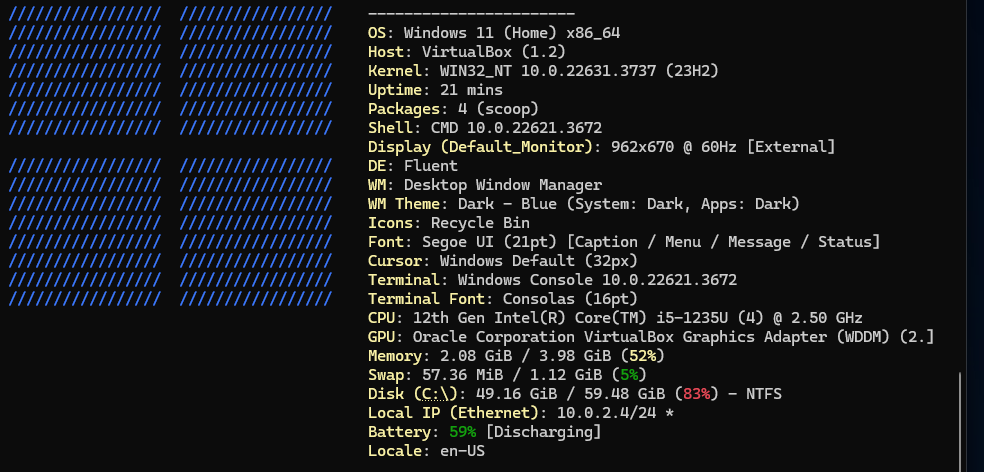 /////////////////  /////////////////    -----------------------
/////////////////  /////////////////    OS: Windows 11 (Home) x86_64
/////////////////  /////////////////    Host: VirtualBox (1.2)
/////////////////  /////////////////    Kernel: WIN32_NT 10.0.22631.3737 (23H2)
/////////////////  /////////////////    Uptime: 21 mins
/////////////////  /////////////////    Packages: 4 (scoop)
/////////////////  /////////////////    Shell: CMD 10.0.22621.3672
Display (Default_Monitor): 962x670 @ 60Hz [External]
/////////////////  /////////////////    DE: Fluent
/////////////////  /////////////////    WM: Desktop Window Manager
/////////////////  /////////////////    WM Theme: Dark - Blue (System: Dark, Apps: Dark)
/////////////////  /////////////////    Icons: Recycle Bin
/////////////////  /////////////////    Font: Segoe UI (21pt) [Caption / Menu / Message / Status]
/////////////////  /////////////////    Cursor: Windows Default (32px)
/////////////////  /////////////////    Terminal: Windows Console 10.0.22621.3672
/////////////////  /////////////////    Terminal Font: Consolas (16pt)
CPU: 12th Gen Intel(R) Core(TM) i5-1235U (4) @ 2.50 GHz
GPU: Oracle Corporation VirtualBox Graphics Adapter (WDDM) (2.]
Memory: 2.08 GiB / 3.98 GiB (52%)
Swap: 57.36 MiB / 1.12 GiB (5%)
Disk (C:\): 49.16 GiB / 59.48 GiB (83%) - NTFS
Local IP (Ethernet): 10.0.2.4/24 *
Battery: 59% [Discharging]
Locale: en-US